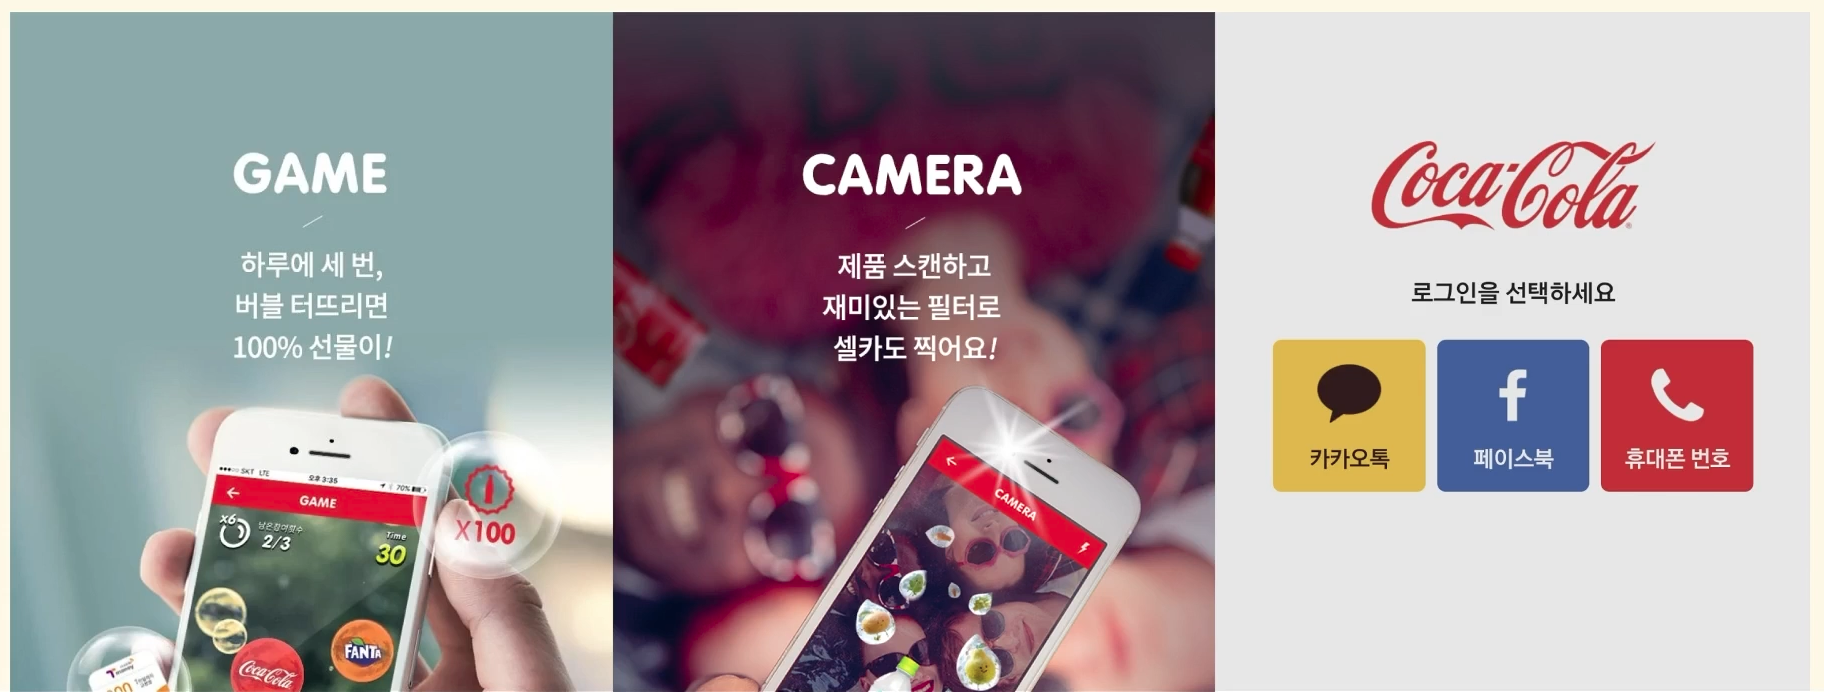 GAME
하루에 세 번,
버블 터뜨리면
100% 선물이!
SKT LTE
오후 3:35
70%
GAME
x6
남은참여횟수
2/3
Time
30
X100
Tmoney
FANTA
Coca-Cola
CAMERA
제품 스캔하고
재미있는 필터로
셀카도 찍어요!
CAMERA
Coca-Cola
로그인을 선택하세요
카카오톡
페이스북
휴대폰 번호